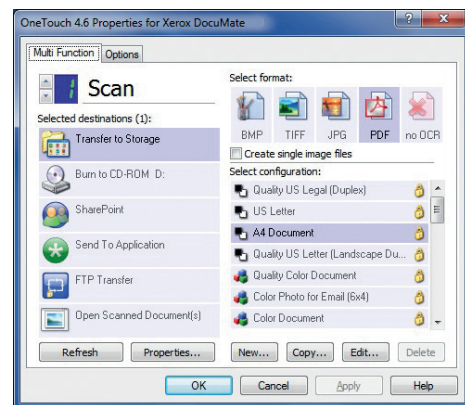 OneTouch 4.6 Properties for Xerox DocuMate
Multi Function
Options
1
Scan
Selected destinations (1):
Transfer to Storage
Burn to CD-ROM D:
SharePoint
Send To Application
FTP Transfer
Open Scanned Document(s)
Refresh
Properties...
Select format:
BMP
TIFF
JPG
PDF
no OCR
Create single image files
Select configuration:
Quality US Legal (Duplex)
US Letter
A4 Document
Quality US Letter (Landscape Du...
Quality Color Document
Color Photo for Email (6x4)
Color Document
New...
Copy...
Edit...
Delete
OK
Cancel
Apply
Help